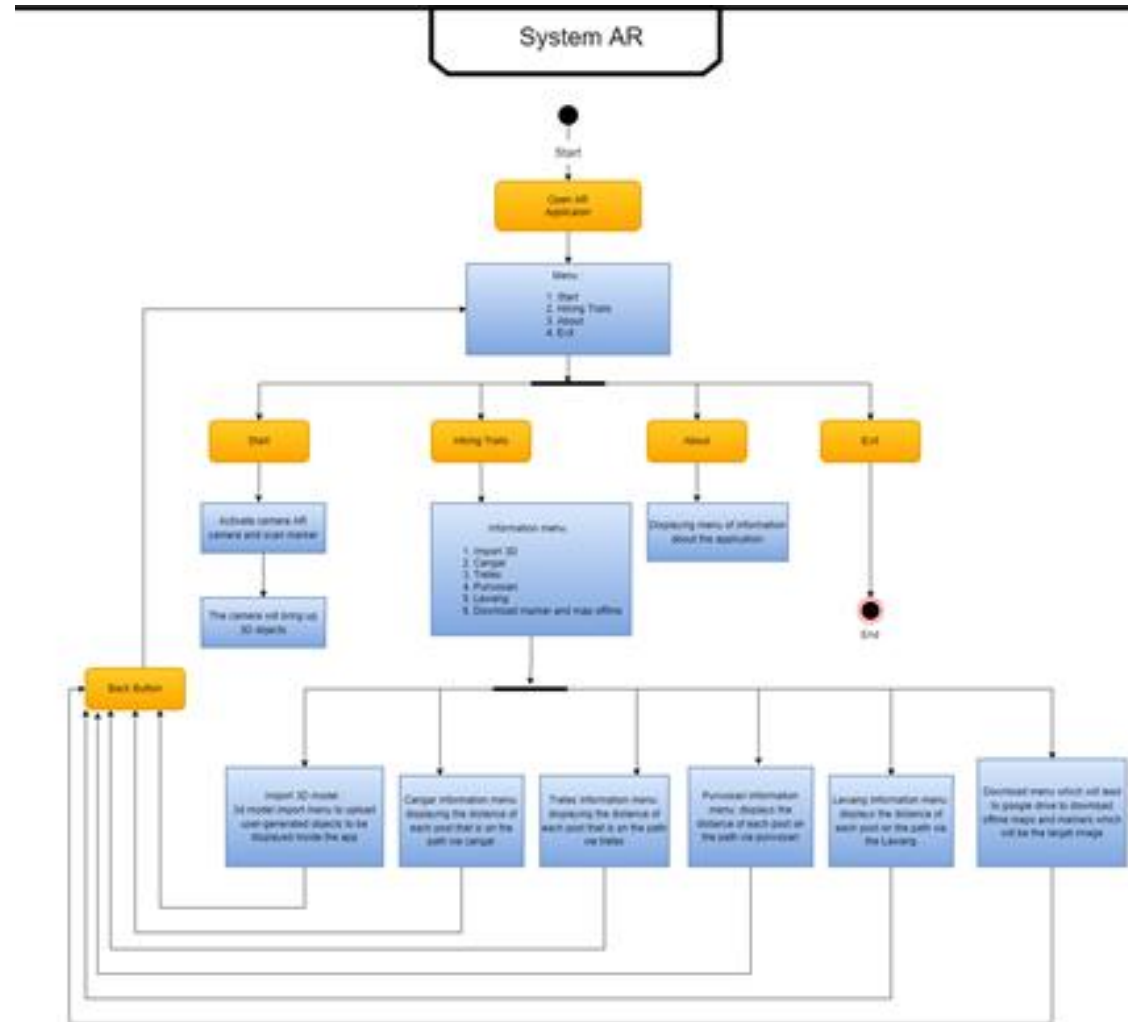 System AR
Start
Open AR
Application
Menu
1. Start
2. Hiking Trails
3. About
4. Exit
Start
Hiking Trails
About
Exit
Activate camera AR
camera and scan marker
Information menu
1. Import 3D
2. Cangar
3. Tretes
4. Purwosari
5. Lawang
6. Download marker and map offline
Displaying menu of information
about the application
The camera will bring up
3D objects
End
Back Button
Import 3D model
3d model import menu to upload
user-generated objects to be
displayed inside the app
Cangar information menu
displaying the distance of
each post that is on the
path via cangar
Tretes information menu
displaying the distance of
each post that is on the path
via tretes
Purwosari information
menu displays the
distance of each post on
the path via purwosari
Lawang information menu
displays the distance of
each post on the path via
the Lawang
Download menu which will lead
to google drive to download
offline maps and markers which
will be the target image